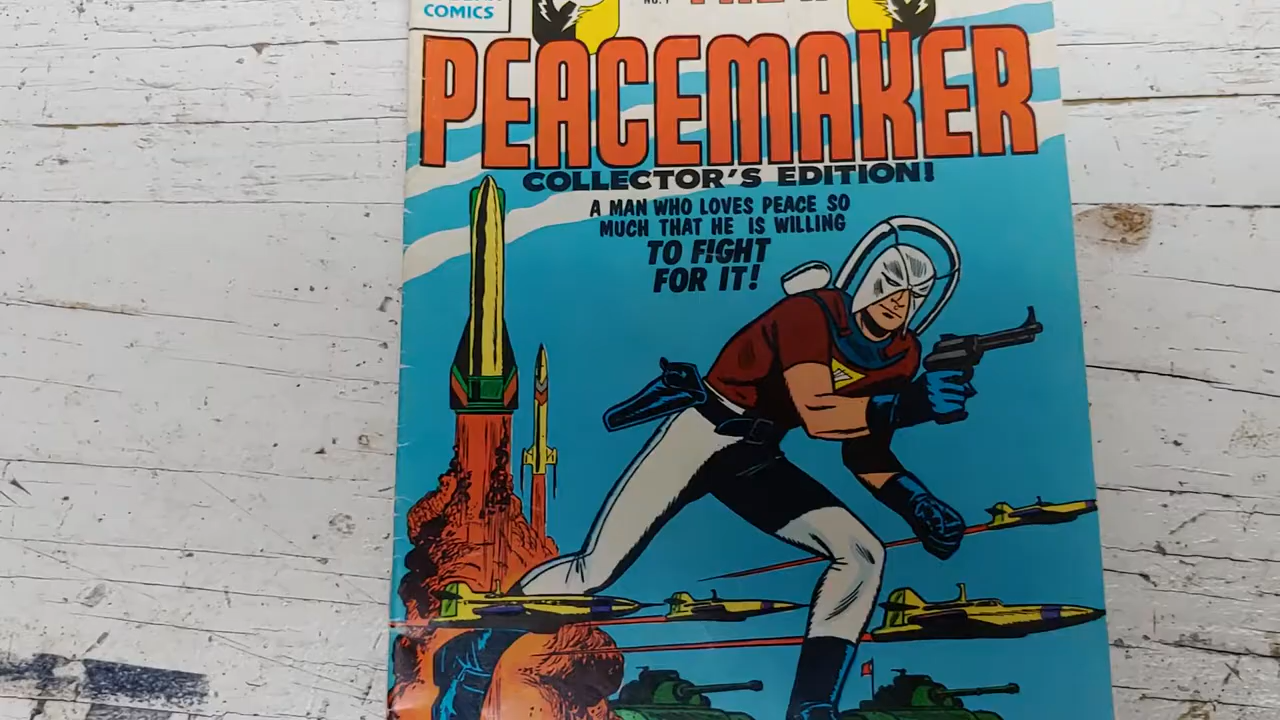 COMICS
PEACEMAKER
COLLECTOR'S EDITION!
A MAN WHO LOVES PEACE SO
MUCH THAT HE IS WILLING
TO FIGHT
FOR IT!